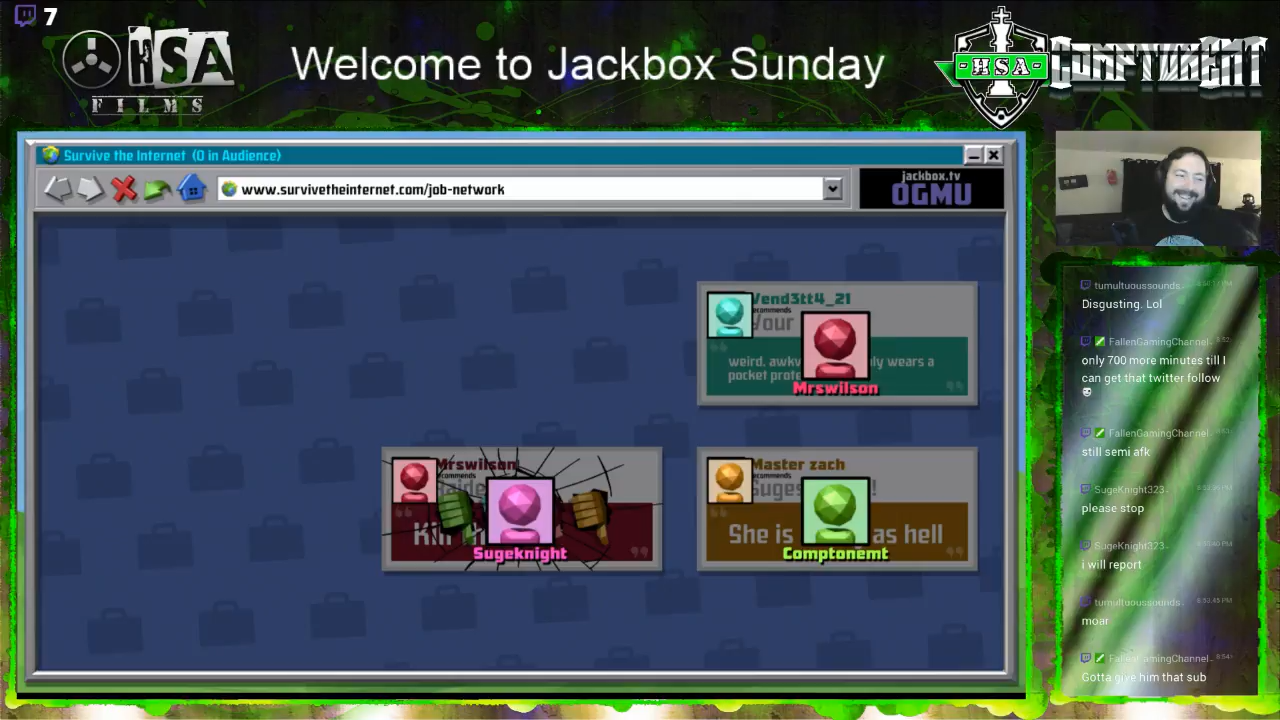 7
HSA
FILMS
Welcome to Jackbox Sunday
HSA
Survive the Internet (0 in Audience)
www.survivetheinternet.com/job-network
jackbox.tv
OGMU
Vend3tt4_21
Your
weird. awkw
ly wears a
pocket prote
Mrswilson
Mrswilson
Sugeknight
Master zach
Suges
She is
as hell
Comptonemt
tumultuoussounds
Disgusting. Lol
FallenGamingChannel
only 700 more minutes till I
can get that twitter follow
FallenGamingChannel
still semi afk
SugeKnight323
please stop
SugeKnight323
i will report
tumultuoussounds
moar
FallenGamingChannel
Gotta give him that sub